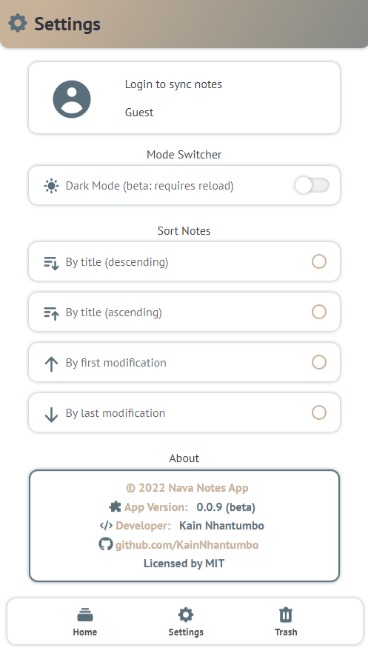 Settings
Login to sync notes
Guest
Mode Switcher
Dark Mode (beta: requires reload)
Sort Notes
By title (descending)
By title (ascending)
By first modification
By last modification
About
© 2022 Nava Notes App
App Version: 0.0.9 (beta)
Developer: Kain Nhantumbo
github.com/KainNhantumbo
Licensed by MIT
Home Settings Trash